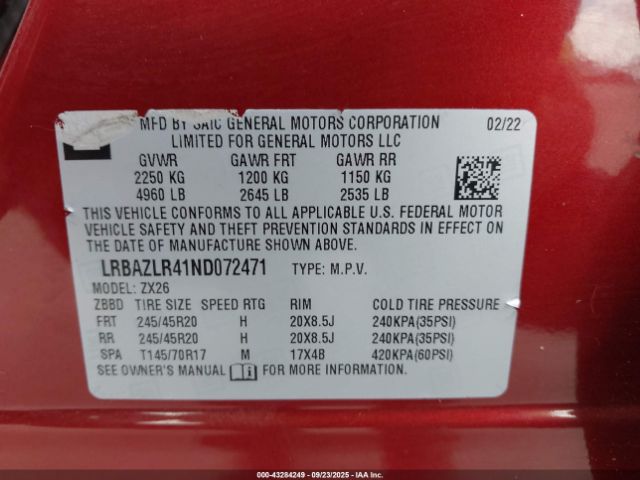 MFD BY SAIC GENERAL MOTORS CORPORATION 02/22
LIMITED FOR GENERAL MOTORS LLC
GVWR GAWR FRT GAWR RR
2250 KG 1200 KG 1150 KG
4960 LB 2645 LB 2535 LB
THIS VEHICLE CONFORMS TO ALL APPLICABLE U.S. FEDERAL MOTOR
VEHICLE SAFETY AND THEFT PREVENTION STANDARDS IN EFFECT ON
THE DATE OF MANUFACTURE SHOWN ABOVE.
LRBAZLR41ND072471 TYPE: M.P.V.
MODEL: ZX26
ZBBD TIRE SIZE SPEED RTG RIM COLD TIRE PRESSURE
FRT 245/45R20 H 20X8.5J 240KPA(35PSI)
RR 245/45R20 H 20X8.5J 240KPA(35PSI)
SPA T145/70R17 M 17X4B 420KPA(60PSI)
SEE OWNER'S MANUAL FOR MORE INFORMATION.
000-43284249 - 09/23/2025 - IAA Inc.